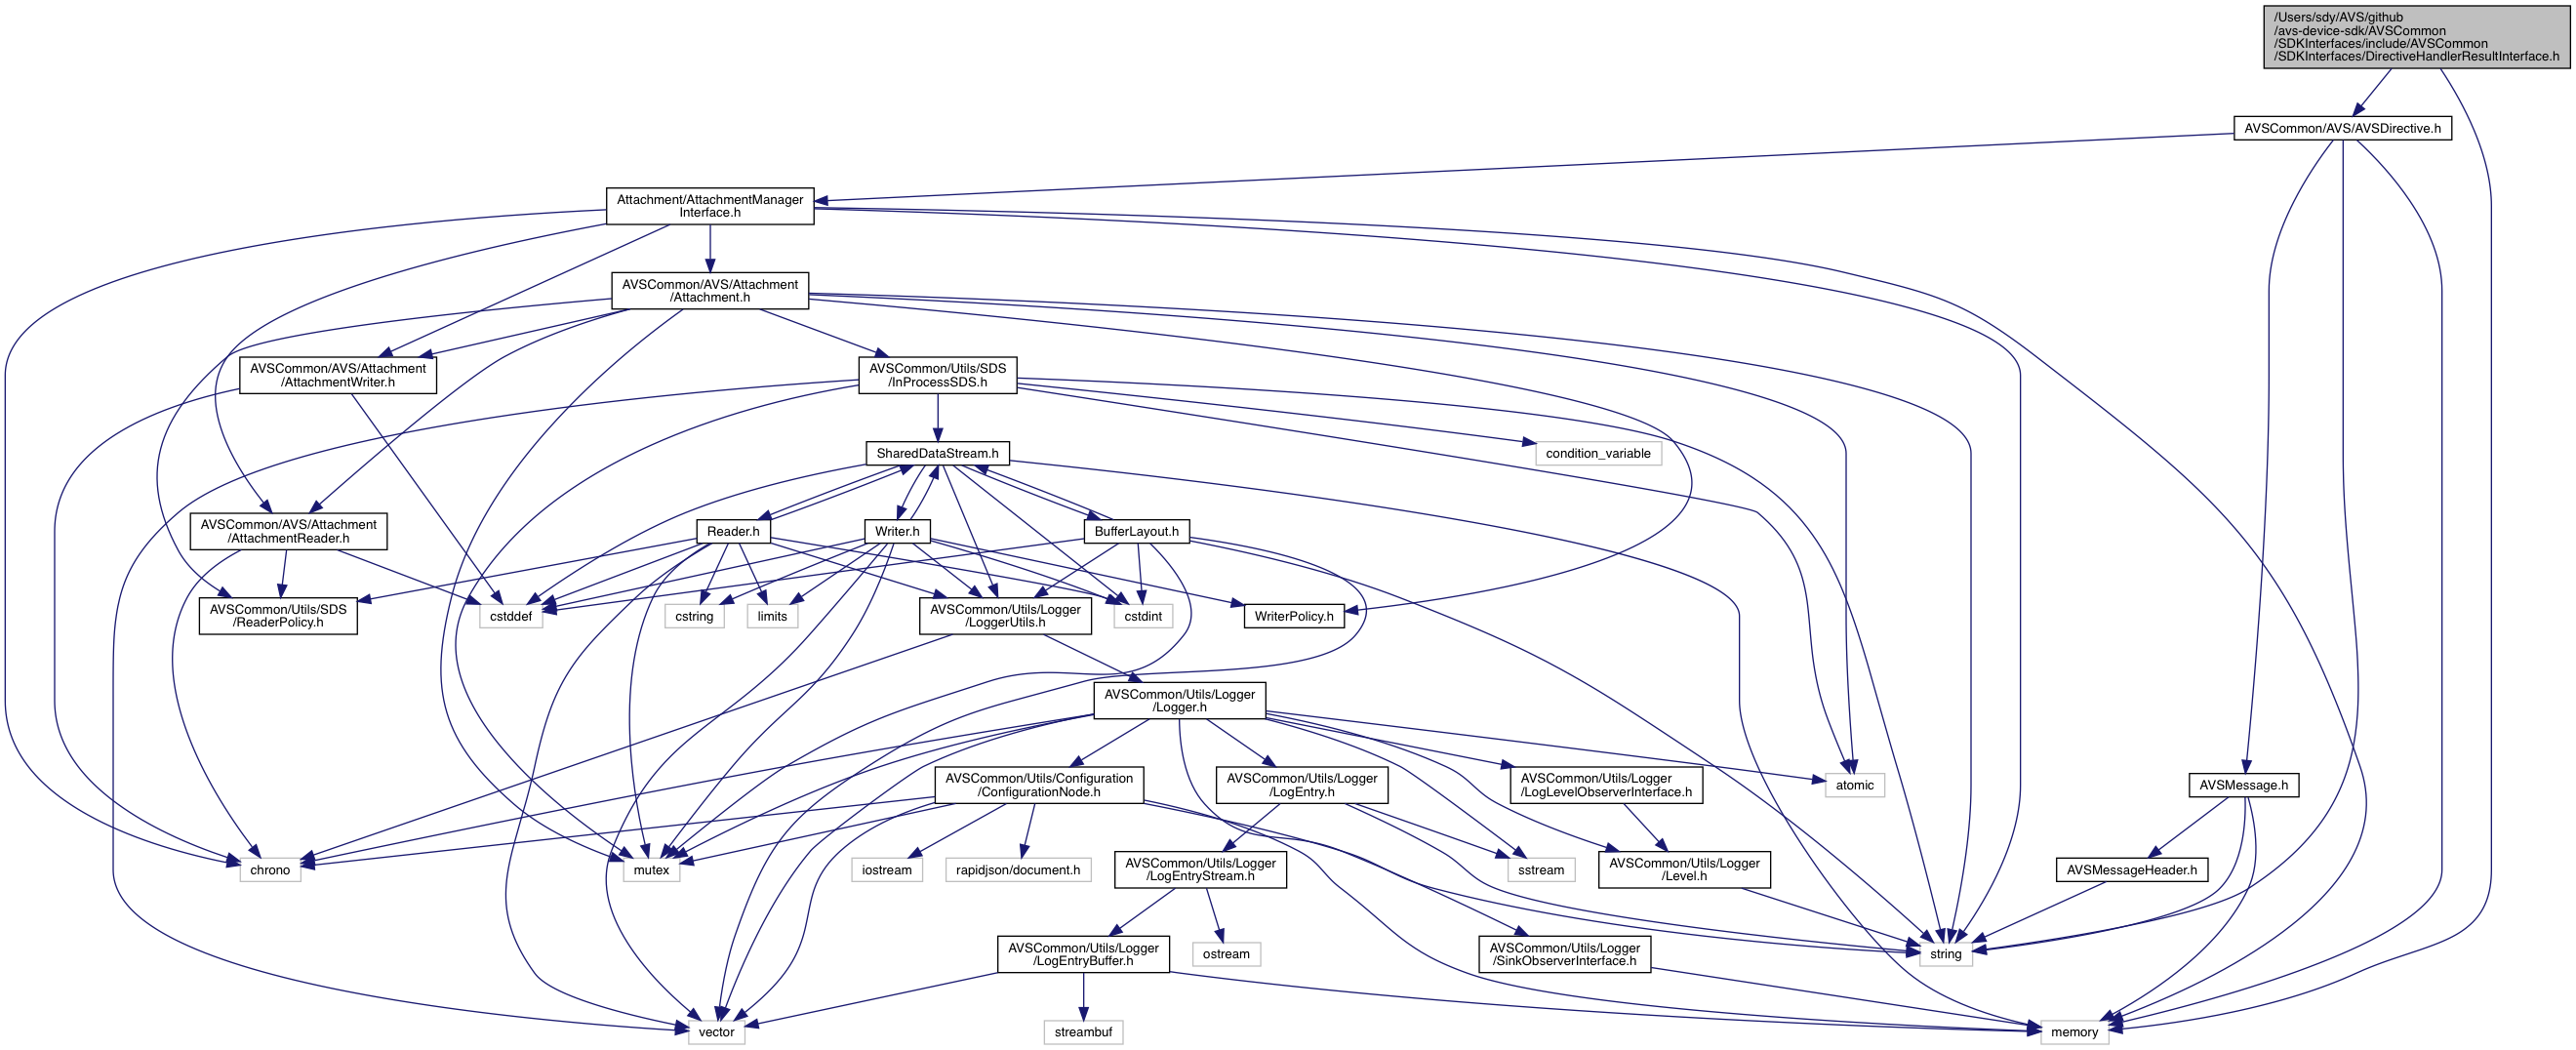 /Users/sdy/AVS/github
/avs-device-sdk/AVSCommon
/SDKInterfaces/include/AVSCommon
/SDKInterfaces/DirectiveHandlerResultInterface.h
AVSCommon/AVS/AVSDirective.h
Attachment/AttachmentManager
Interface.h
AVSCommon/AVS/Attachment
/Attachment.h
AVSCommon/AVS/Attachment
/AttachmentWriter.h
AVSCommon/Utils/SDS
/InProcessSDS.h
SharedDataStream.h
condition_variable
AVSCommon/AVS/Attachment
/AttachmentReader.h
Reader.h
Writer.h
BufferLayout.h
AVSCommon/Utils/SDS
/ReaderPolicy.h
cstddef
cstring
limits
AVSCommon/Utils/Logger
/LoggerUtils.h
cstdint
WriterPolicy.h
AVSCommon/Utils/Logger
/Logger.h
AVSCommon/Utils/Configuration
/ConfigurationNode.h
AVSCommon/Utils/Logger
/LogEntry.h
AVSCommon/Utils/Logger
/LogLevelObserverInterface.h
atomic
AVSMessage.h
chrono
mutex
iostream
rapidjson/document.h
AVSCommon/Utils/Logger
/LogEntryStream.h
sstream
AVSCommon/Utils/Logger
/Level.h
AVSMessageHeader.h
AVSCommon/Utils/Logger
/LogEntryBuffer.h
ostream
AVSCommon/Utils/Logger
/SinkObserverInterface.h
string
vector
streambuf
memory